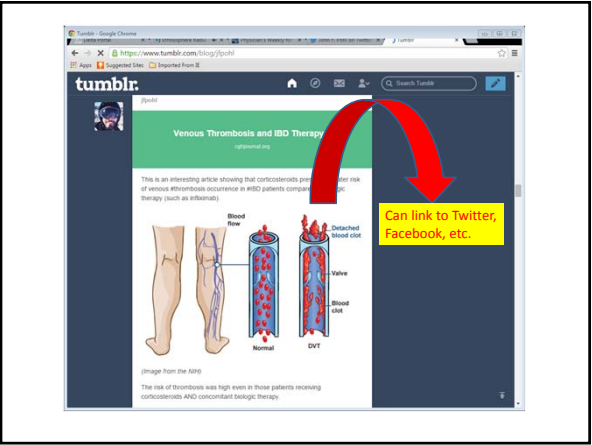 Tumblr - Google Chrome
https://www.tumblr.com/blog/jfpohl
Apps Suggested Sites Imported From IE
tumblr.
Search Tumblr
jfpohl
Venous Thrombosis and IBD Therapy
cghjournal.org
This is an interesting article showing that corticosteroids risk
of venous #thrombosis occurrence in #IBD patients
therapy (such as infliximab)
Blood
flow
Detached
blood clot
Valve
Blood
clot
Normal
DVT
Can link to Twitter,
Facebook, etc.
(Image from the NIH)
The risk of thrombosis was high even in those patients receiving
corticosteroids AND concomitant biologic therapy.